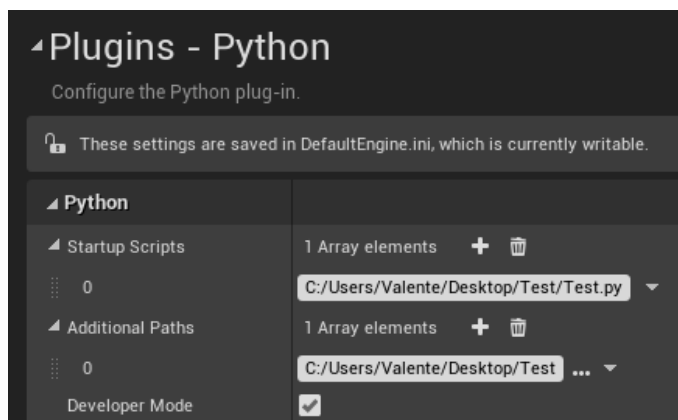 Plugins - Python
Configure the Python plug-in.
These settings are saved in DefaultEngine.ini, which is currently writable.
Python
Startup Scripts 1 Array elements
0 C:/Users/Valente/Desktop/Test/Test.py
Additional Paths 1 Array elements
0 C:/Users/Valente/Desktop/Test ...
Developer Mode